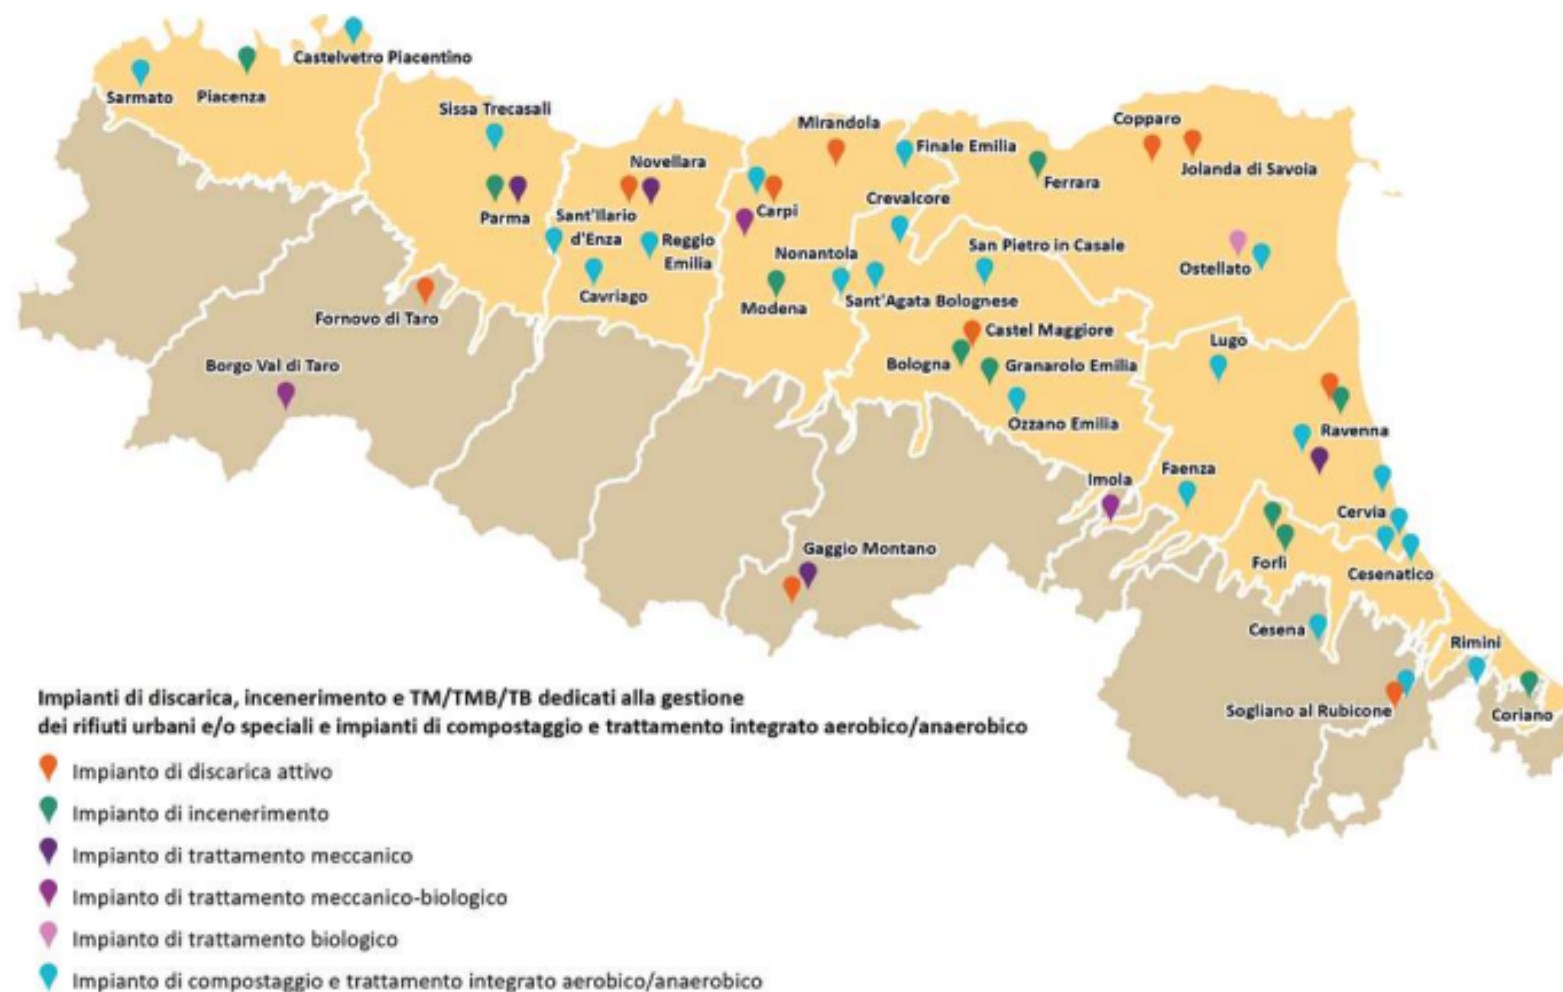 Castelvetro Piacentino
Sarmato
Piacenza
Sissa Trecasali
Mirandola
Copparo
Finale Emilia
Novellara
Jolanda di Savoia
Ferrara
Crevalcore
Parma
Sant'Ilario
d'Enza
Carpi
Reggio
Emilia
Nonantola
San Pietro in Casale
Ostellato
Cavriago
Modena
Sant'Agata Bolognese
Fornovo di Taro
Castel Maggiore
Lugo
Borgo Val di Taro
Bologna
Granarolo Emilia
Ozzano Emilia
Ravenna
Imola
Faenza
Cervia
Gaggio Montano
Forlì
Cesenatico
Cesena
Rimini
Sogliano al Rubicone
Coriano
Impianti di discarica, incenerimento e TM/TMB/TB dedicati alla gestione
dei rifiuti urbani e/o speciali e impianti di compostaggio e trattamento integrato aerobico/anaerobico
Impianto di discarica attivo
Impianto di incenerimento
Impianto di trattamento meccanico
Impianto di trattamento meccanico-biologico
Impianto di trattamento biologico
Impianto di compostaggio e trattamento integrato aerobico/anaerobico